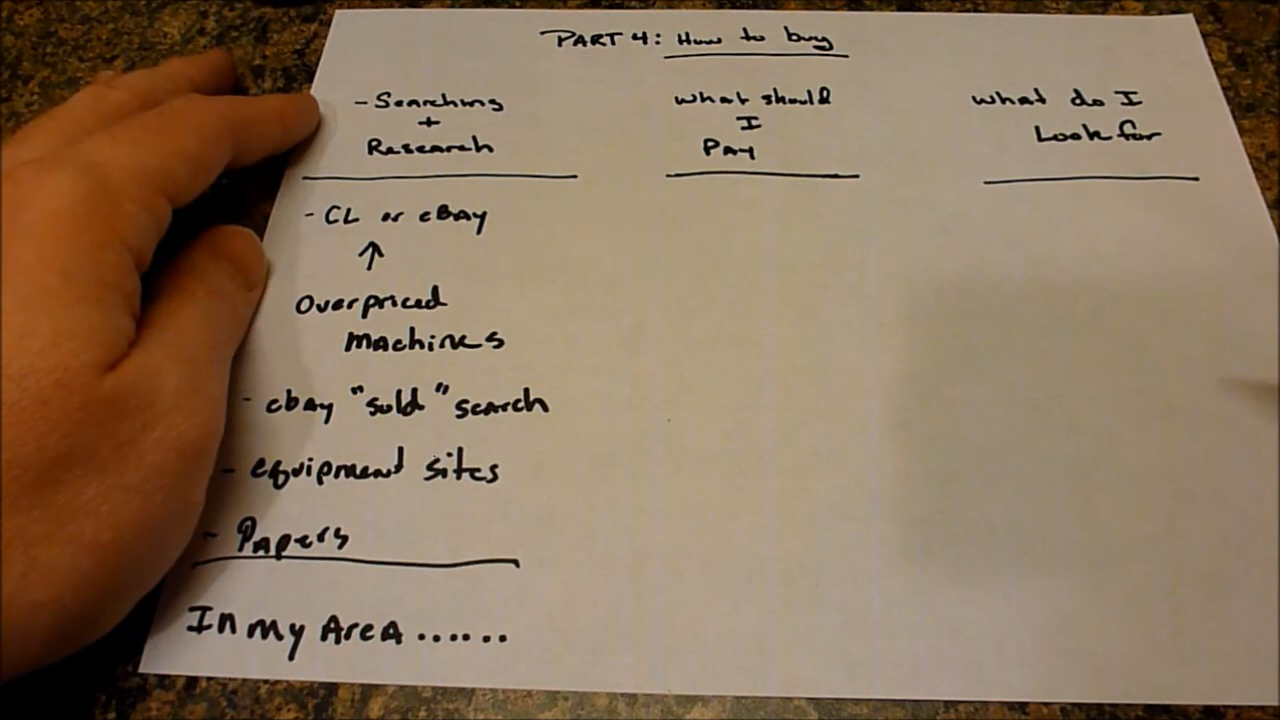 PART 4: How to buy
- Searching
+
Research
what should
I
Pay
what do I
Look for
- CL or eBay
↑
Overpriced
Machines
- ebay "sold" search
- equipment sites
- Papers
In my Area ......